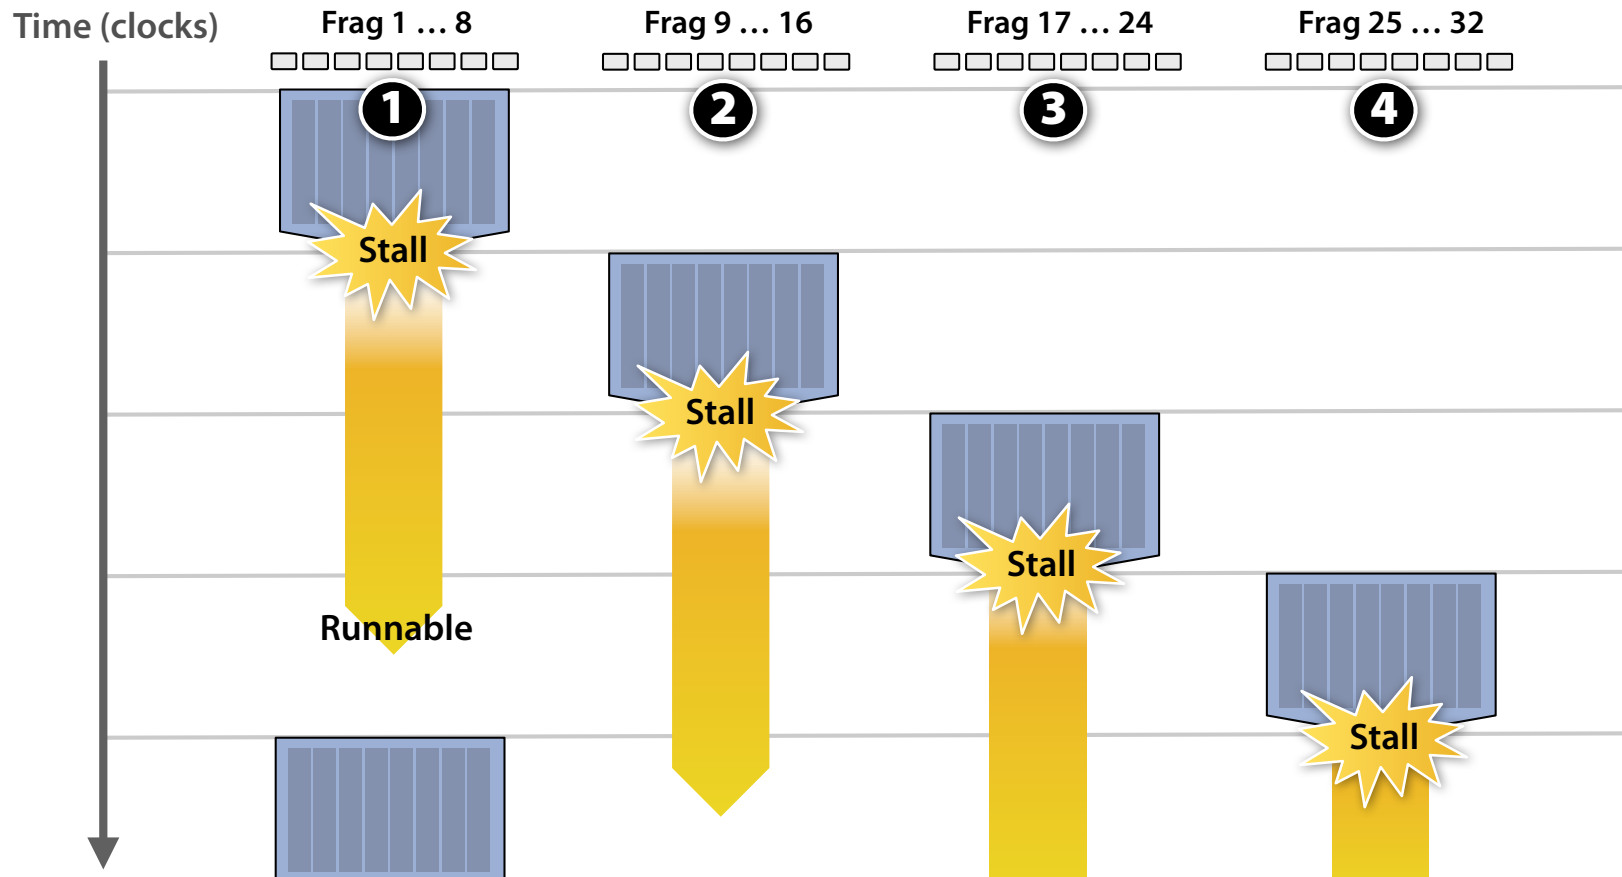 Time (clocks)
Frag 1 … 8
Frag 9 … 16
Frag 17 … 24
Frag 25 … 32
1
2
3
4
Stall
Stall
Stall
Runnable
Stall